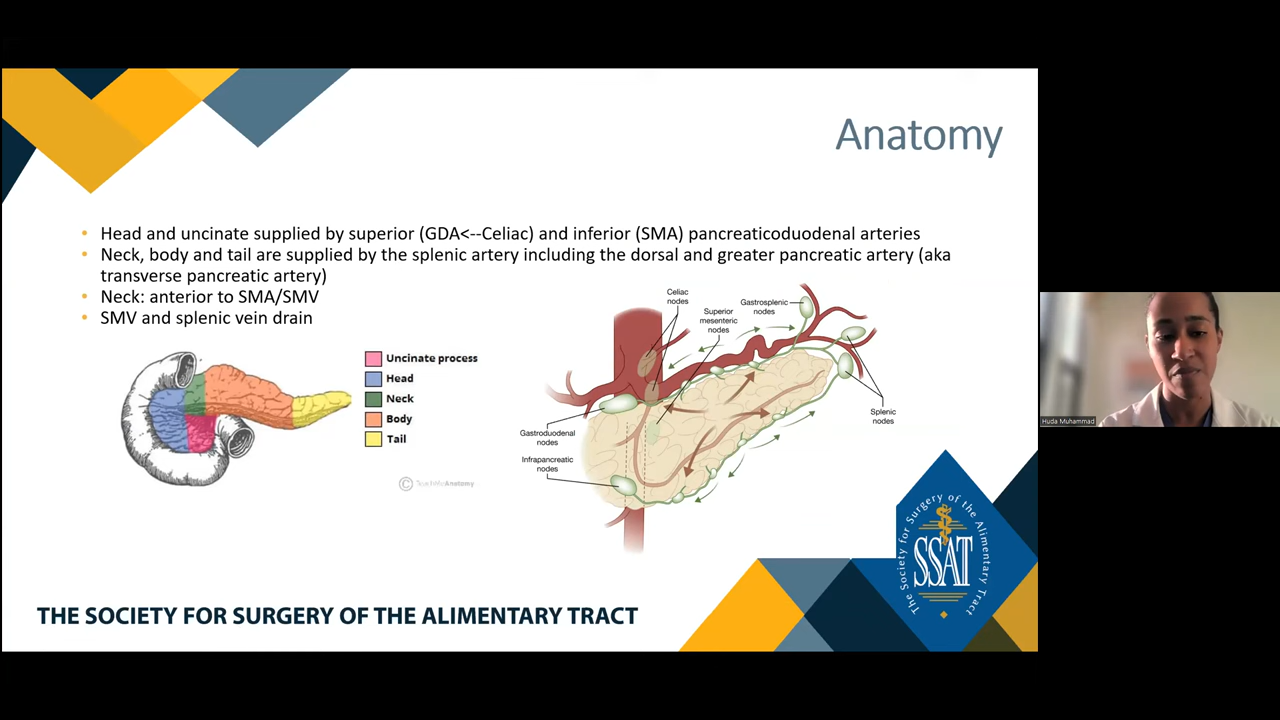 Anatomy
Head and uncinate supplied by superior (GDA<--Celiac) and inferior (SMA) pancreaticoduodenal arteries
Neck, body and tail are supplied by the splenic artery including the dorsal and greater pancreatic artery (aka
transverse pancreatic artery)
Neck: anterior to SMA/SMV
SMV and splenic vein drain
Uncinate process
Head
Neck
Body
Tail
© TeachMeAnatomy
Celiac
nodes
Superior
mesenteric
nodes
Gastrosplenic
nodes
Gastroduodenal
nodes
Infrapancreatic
nodes
Splenic
nodes
Huda Muhammad
The Society for Surgery of the Alimentary Tract
SSAT
THE SOCIETY FOR SURGERY OF THE ALIMENTARY TRACT